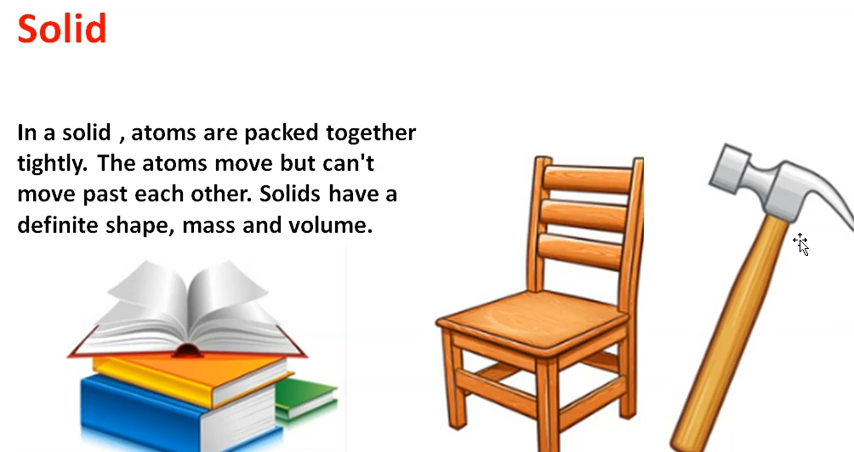 Solid
In a solid , atoms are packed together
tightly. The atoms move but can't
move past each other. Solids have a
definite shape, mass and volume.